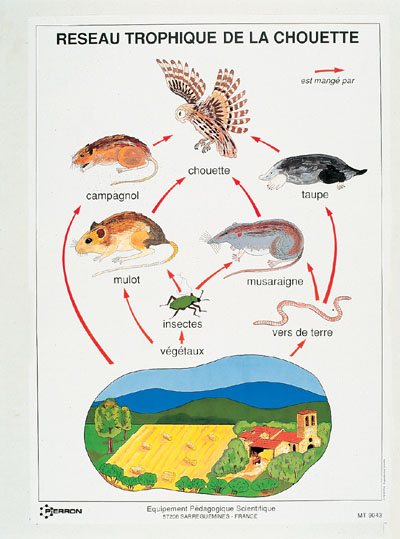 RESEAU TROPHIQUE DE LA CHOUETTE
est mangé par
campagnol
chouette
taupe
mulot
musaraigne
insectes
vers de terre
végétaux
PIERRON
Equipement Pédagogique Scientifique
57206 SARREGUEMINES - FRANCE
MT 9043